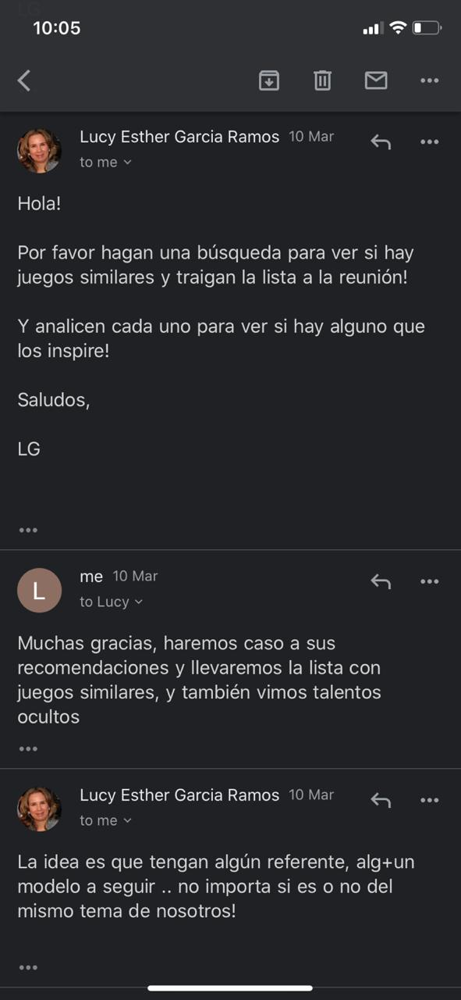 LG
10:05
Lucy Esther Garcia Ramos 10 Mar
to me
Hola!
Por favor hagan una búsqueda para ver si hay
juegos similares y traigan la lista a la reunión!
Y analicen cada uno para ver si hay alguno que
los inspire!
Saludos,
LG
L
me 10 Mar
to Lucy
Muchas gracias, haremos caso a sus
recomendaciones y llevaremos la lista con
juegos similares, y también vimos talentos
ocultos
Lucy Esther Garcia Ramos 10 Mar
to me
La idea es que tengan algún referente, alg+un
modelo a seguir .. no importa si es o no del
mismo tema de nosotros!